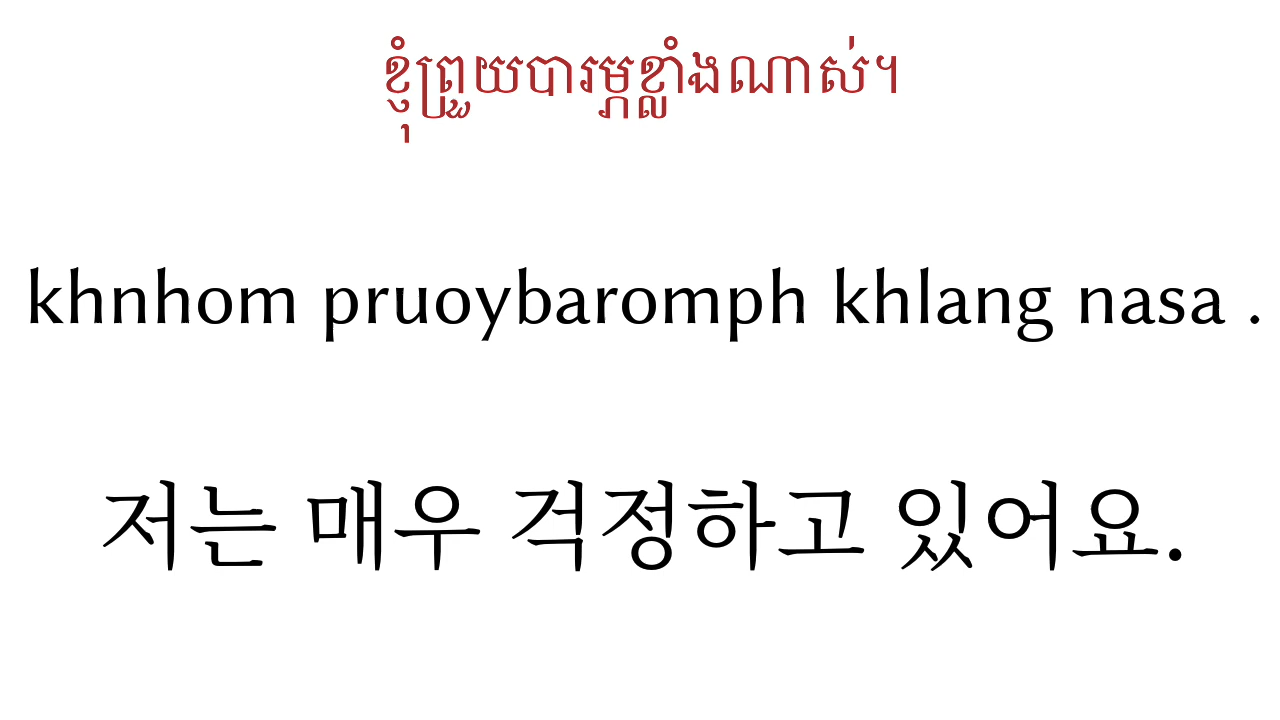 ខ្ញុំព្រួយបារម្ភខ្លាំងណាស់។
khnhom pruoybaromph khlang nasa .
저는 매우 걱정하고 있어요.